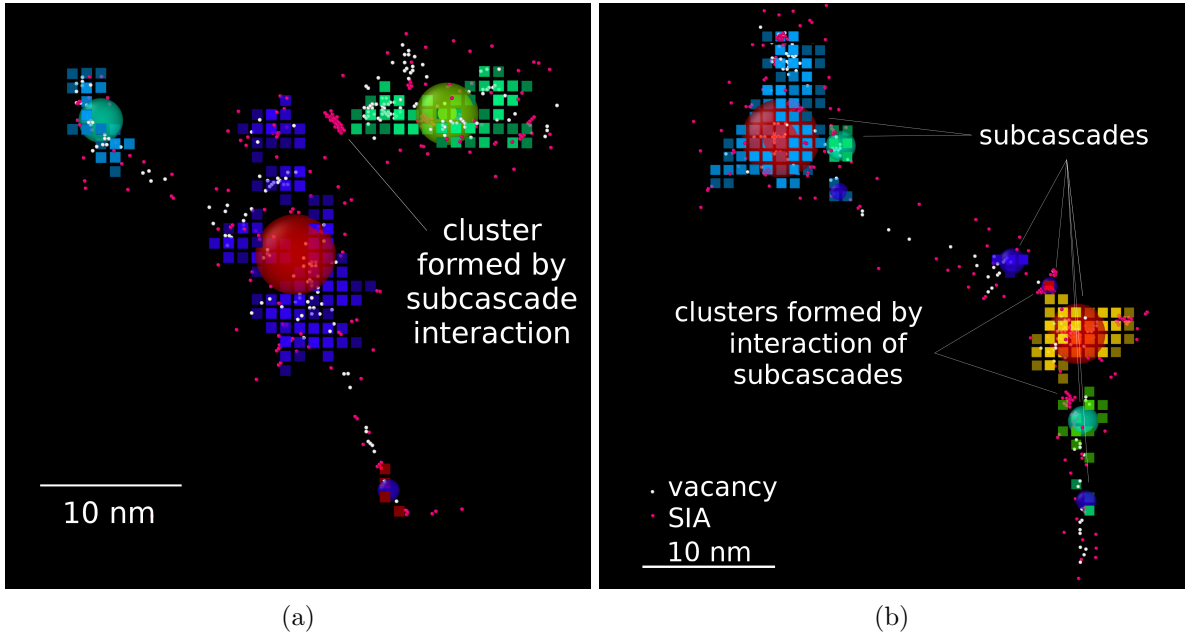 cluster
formed by
subcascade
interaction
10 nm
subcascades
clusters formed by
interaction of
subcascades
vacancy
SIA
10 nm
(a)
(b)